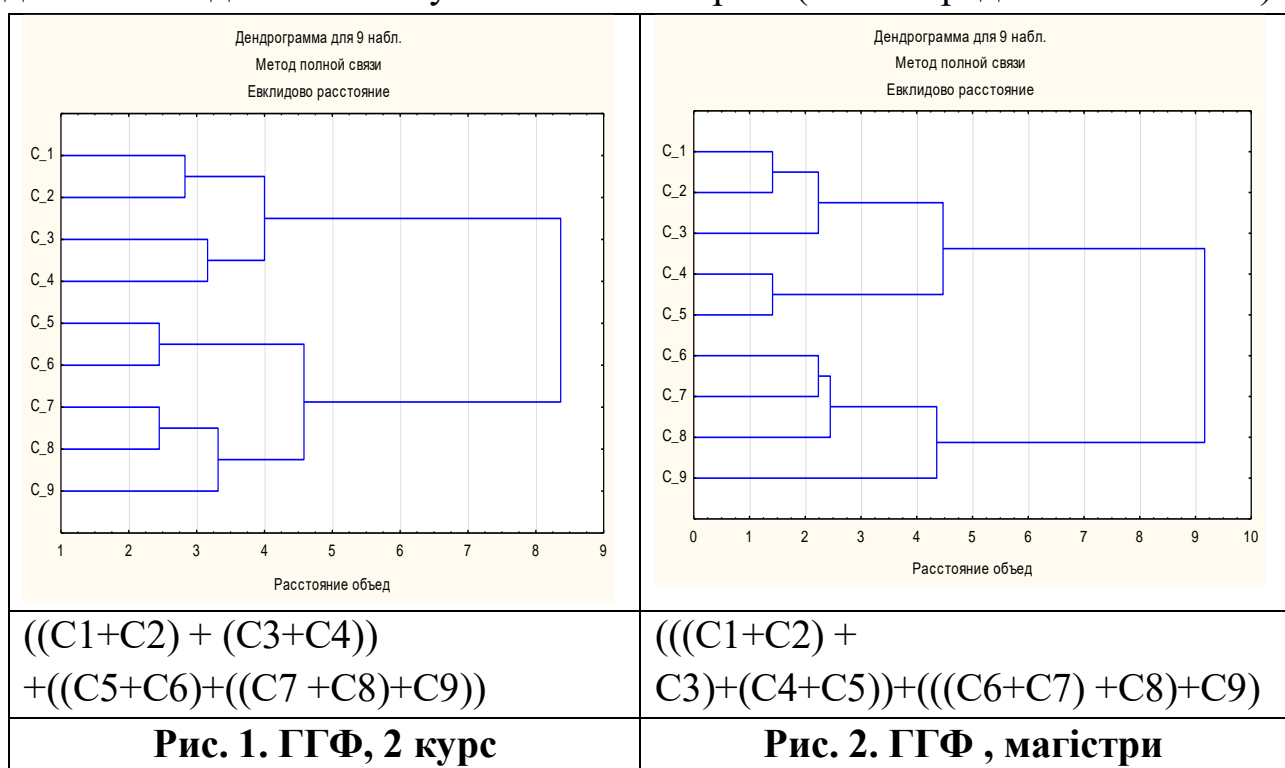 Дендрограмма для 9 набл.
Метод полной связи
Евклидово расстояние
C_1
C_2
C_3
C_4
C_5
C_6
C_7
C_8
C_9
1 2 3 4 5 6 7 8 9
Расстояние объед
((C1+C2) + (C3+C4))
+((C5+C6)+((C7 +C8)+C9))
Рис. 1. ГГФ, 2 курс
Дендрограмма для 9 набл.
Метод полной связи
Евклидово расстояние
C_1
C_2
C_3
C_4
C_5
C_6
C_7
C_8
C_9
0 1 2 3 4 5 6 7 8 9 10
Расстояние объед
(((C1+C2) +
C3)+(C4+C5))+(((C6+C7) +C8)+C9)
Рис. 2. ГГФ , магістри